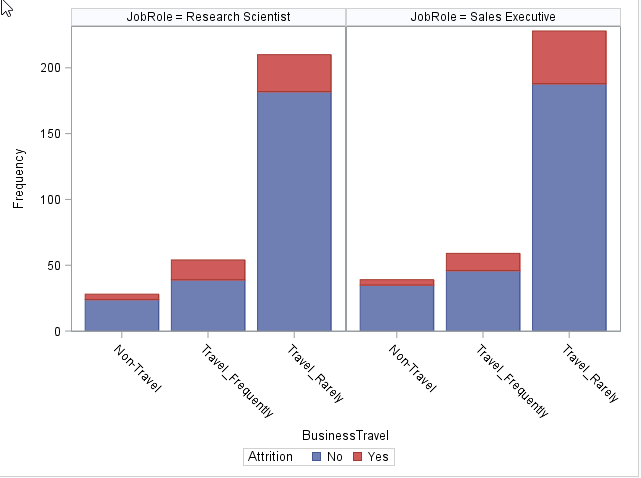 JobRole = Research Scientist
JobRole = Sales Executive
Frequency
200
150
100
50
0
Non-Travel
Travel_Frequently
Travel_Rarely
Non-Travel
Travel_Frequently
Travel_Rarely
BusinessTravel
Attrition No Yes